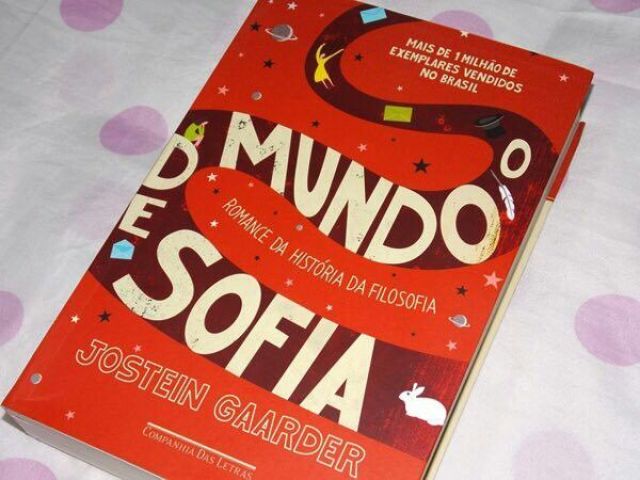 MAIS DE 1 MILHÃO DE
EXEMPLARES VENDIDOS
NO BRASIL
O
MUNDO
DE
ROMANCE DA HISTÓRIA DA FILOSOFIA
SOFIA
JOSTEIN GAARDER
COMPANHIA DAS LETRAS